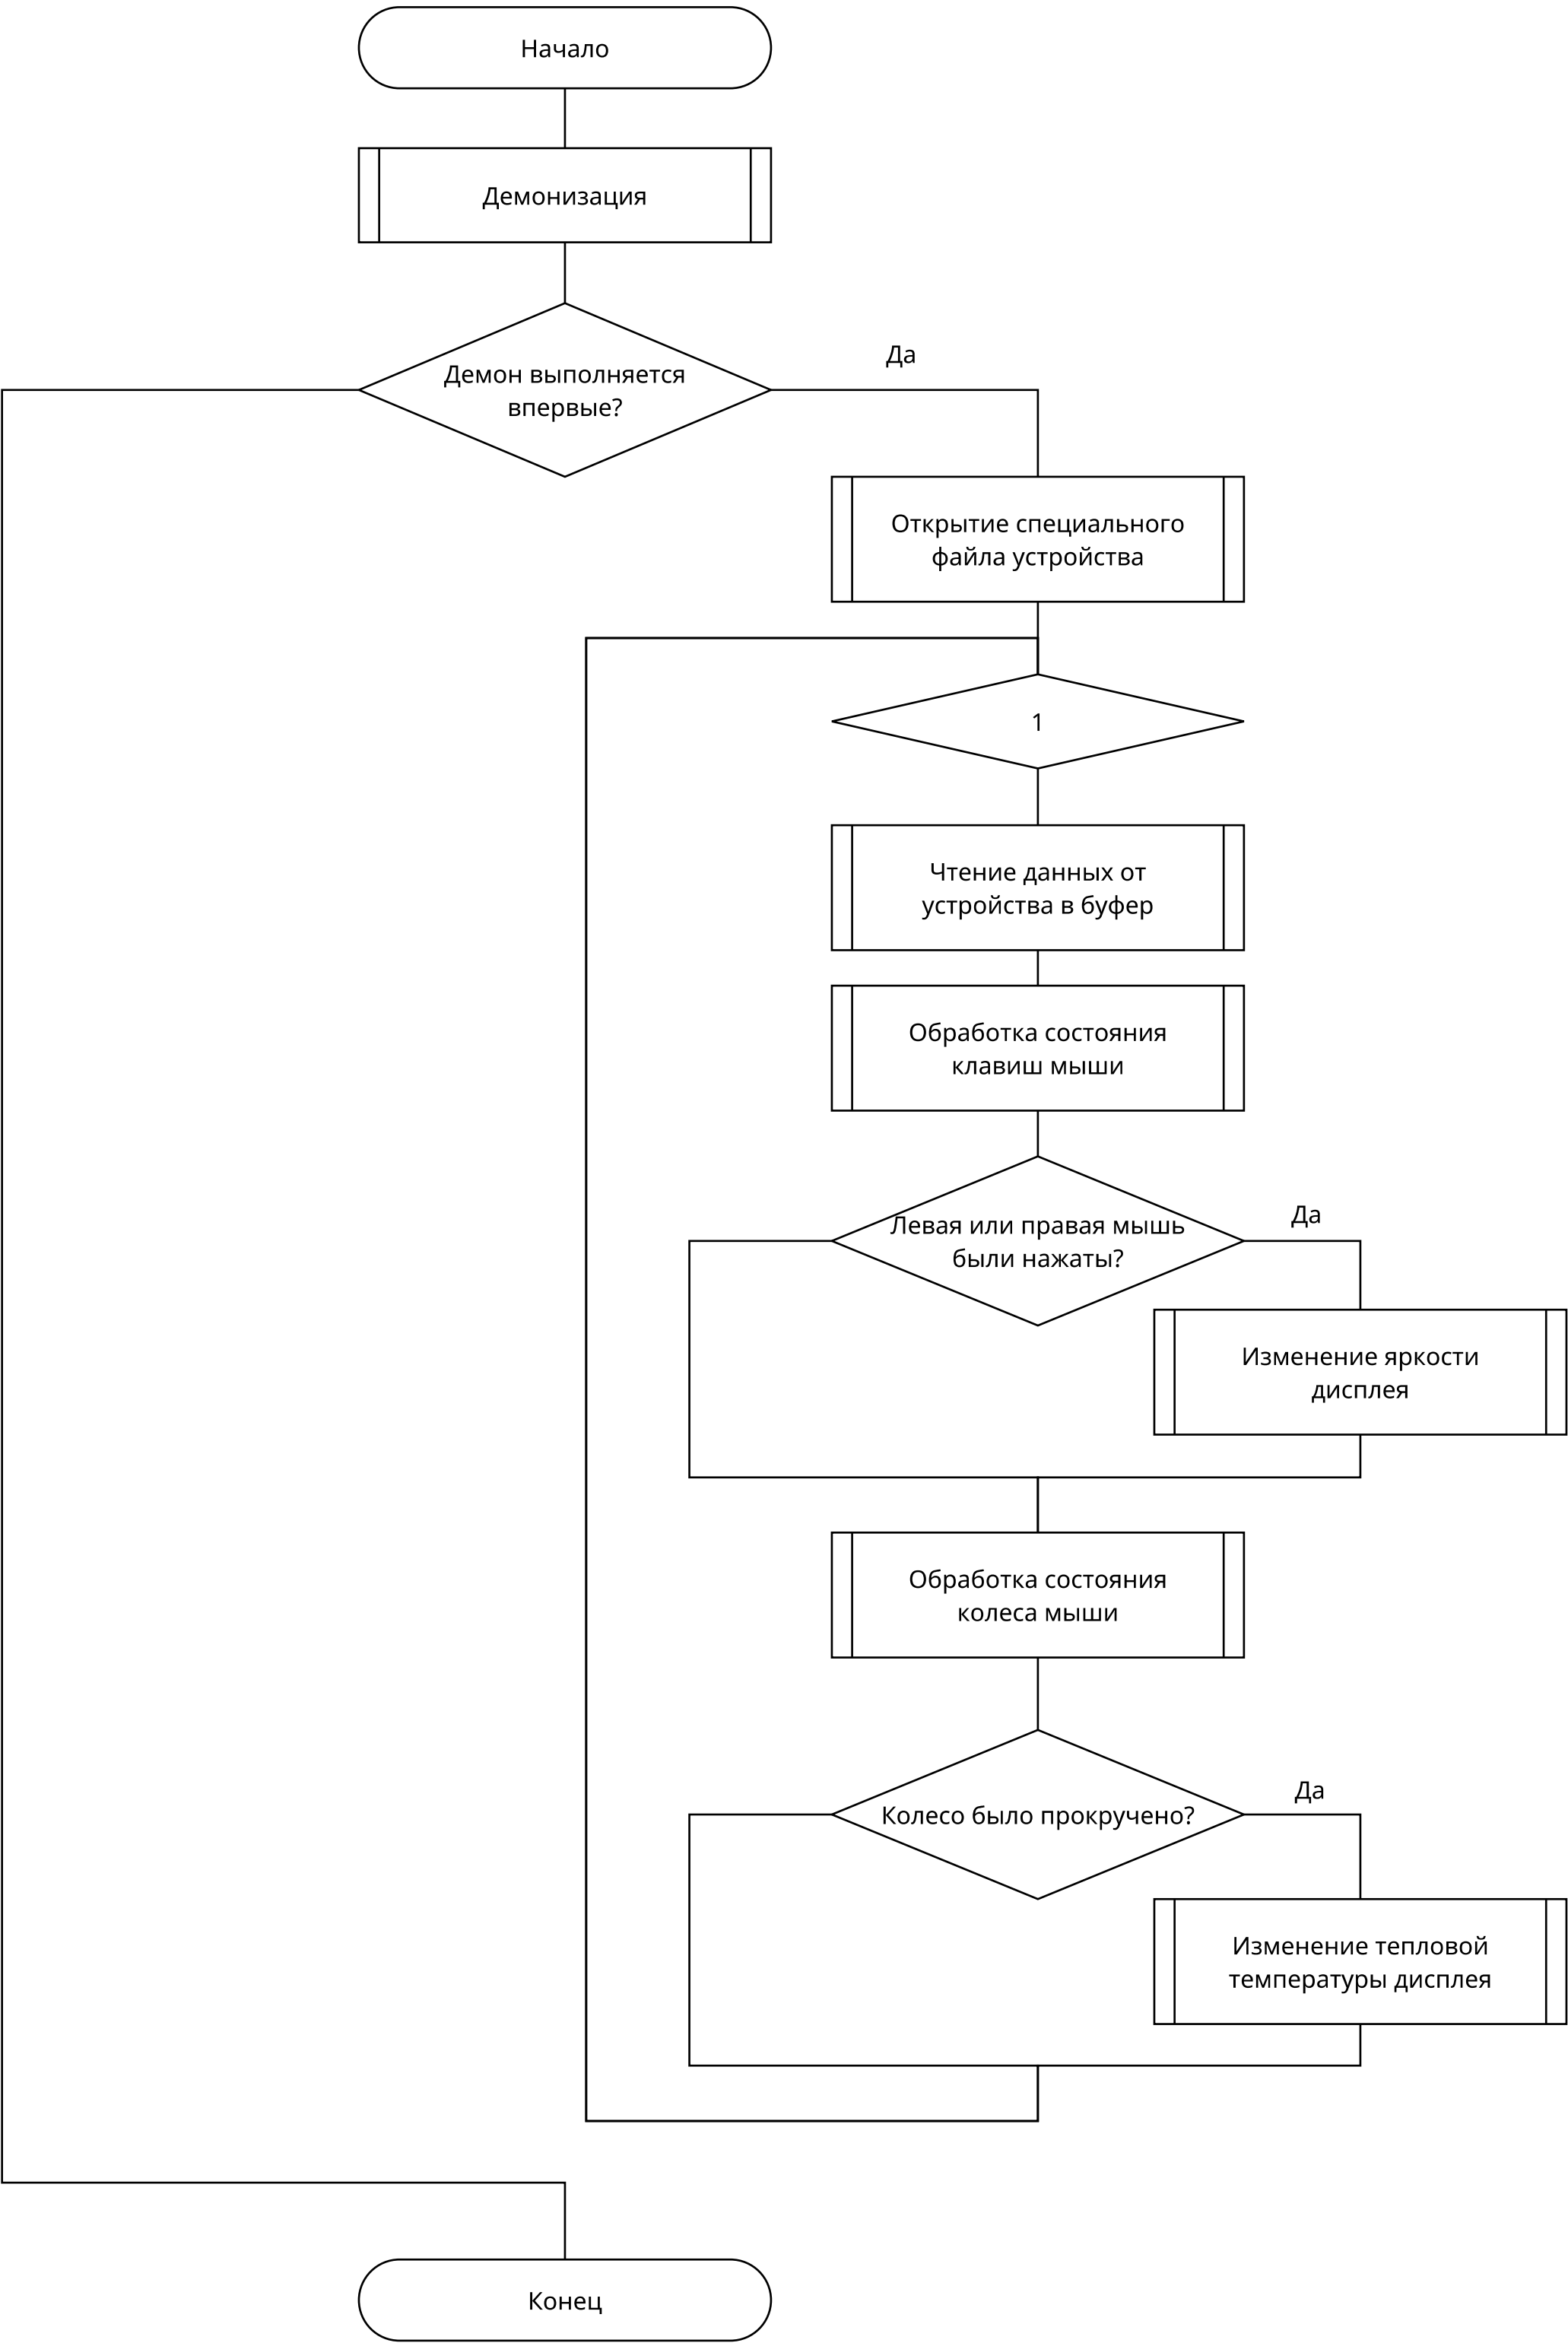 Начало
Демонизация
Демон выполняется
впервые?
Да
Открытие специального
файла устройства
1
Чтение данных от
устройства в буфер
Обработка состояния
клавиш мыши
Левая или правая мышь
были нажаты?
Да
Изменение яркости
дисплея
Обработка состояния
колеса мыши
Колесо было прокручено?
Да
Изменение тепловой
температуры дисплея
Конец